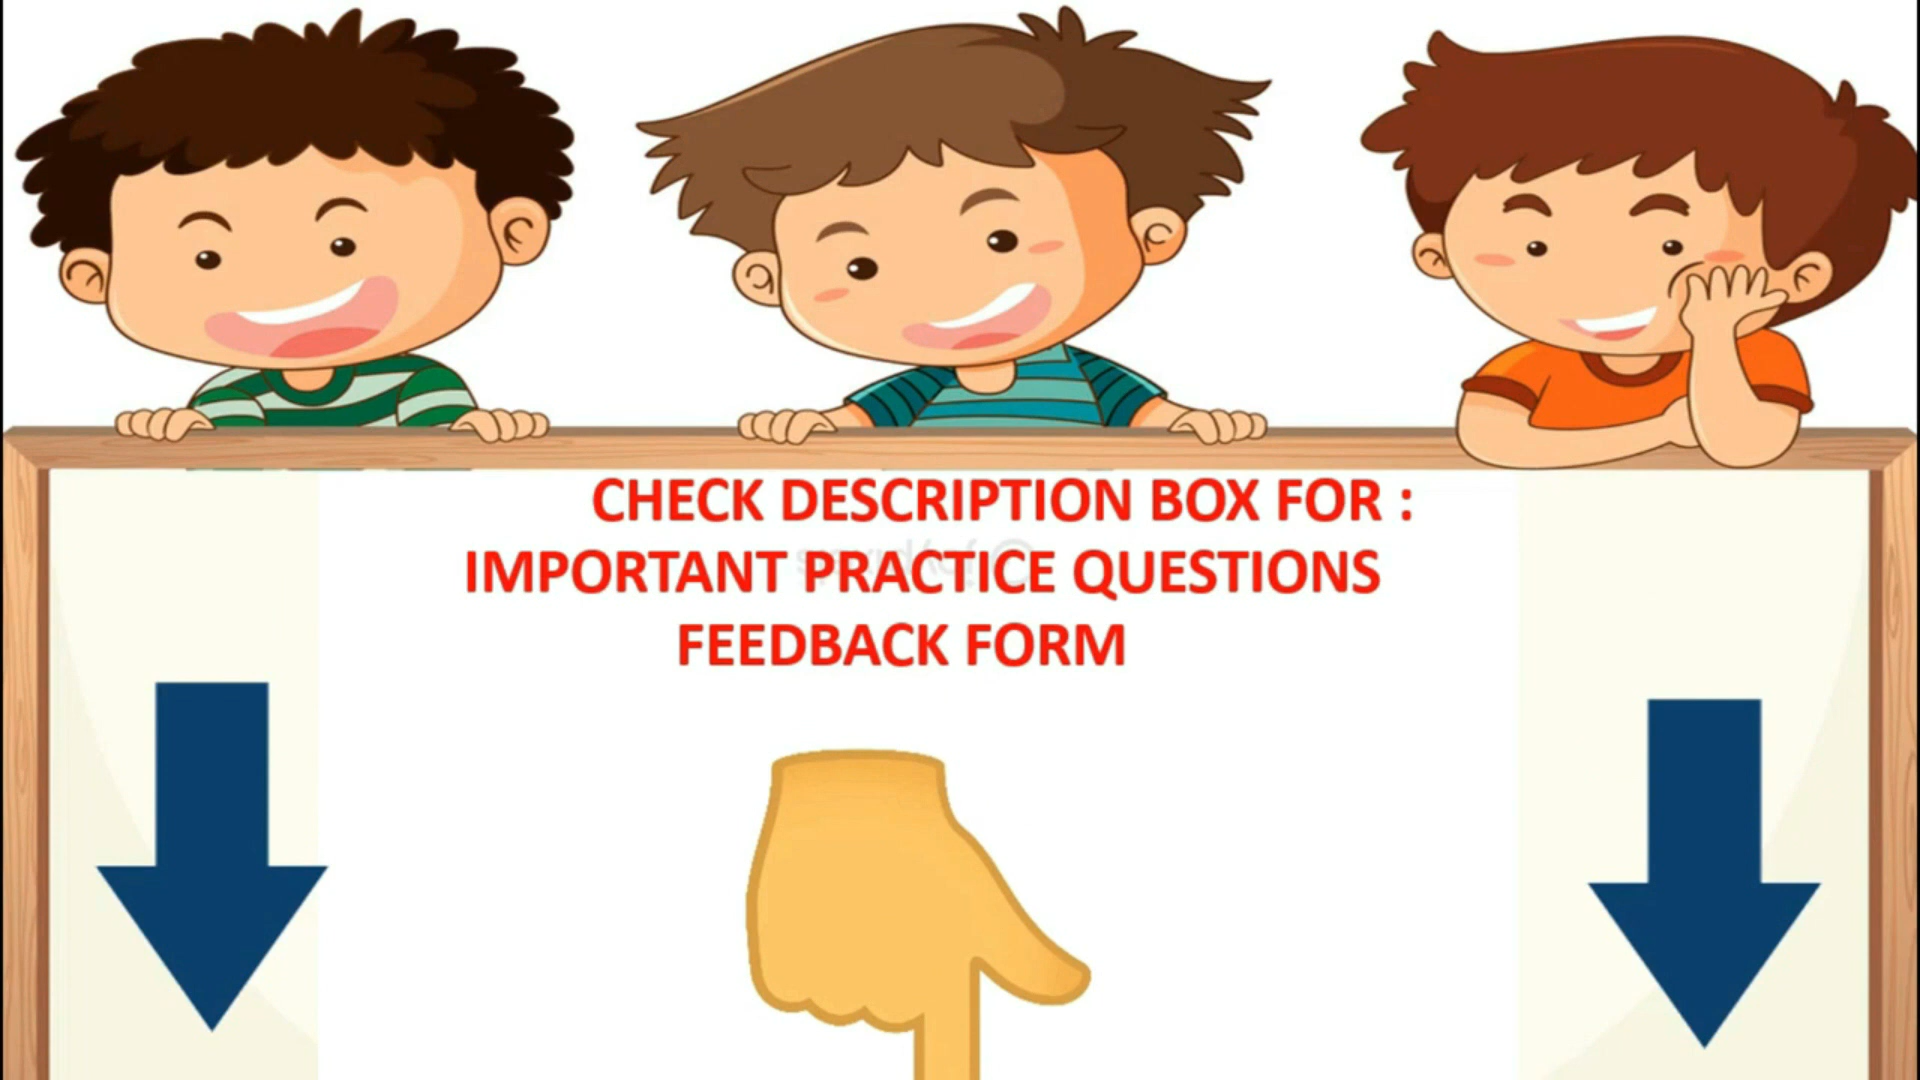 CHECK DESCRIPTION BOX FOR :
IMPORTANT PRACTICE QUESTIONS
FEEDBACK FORM